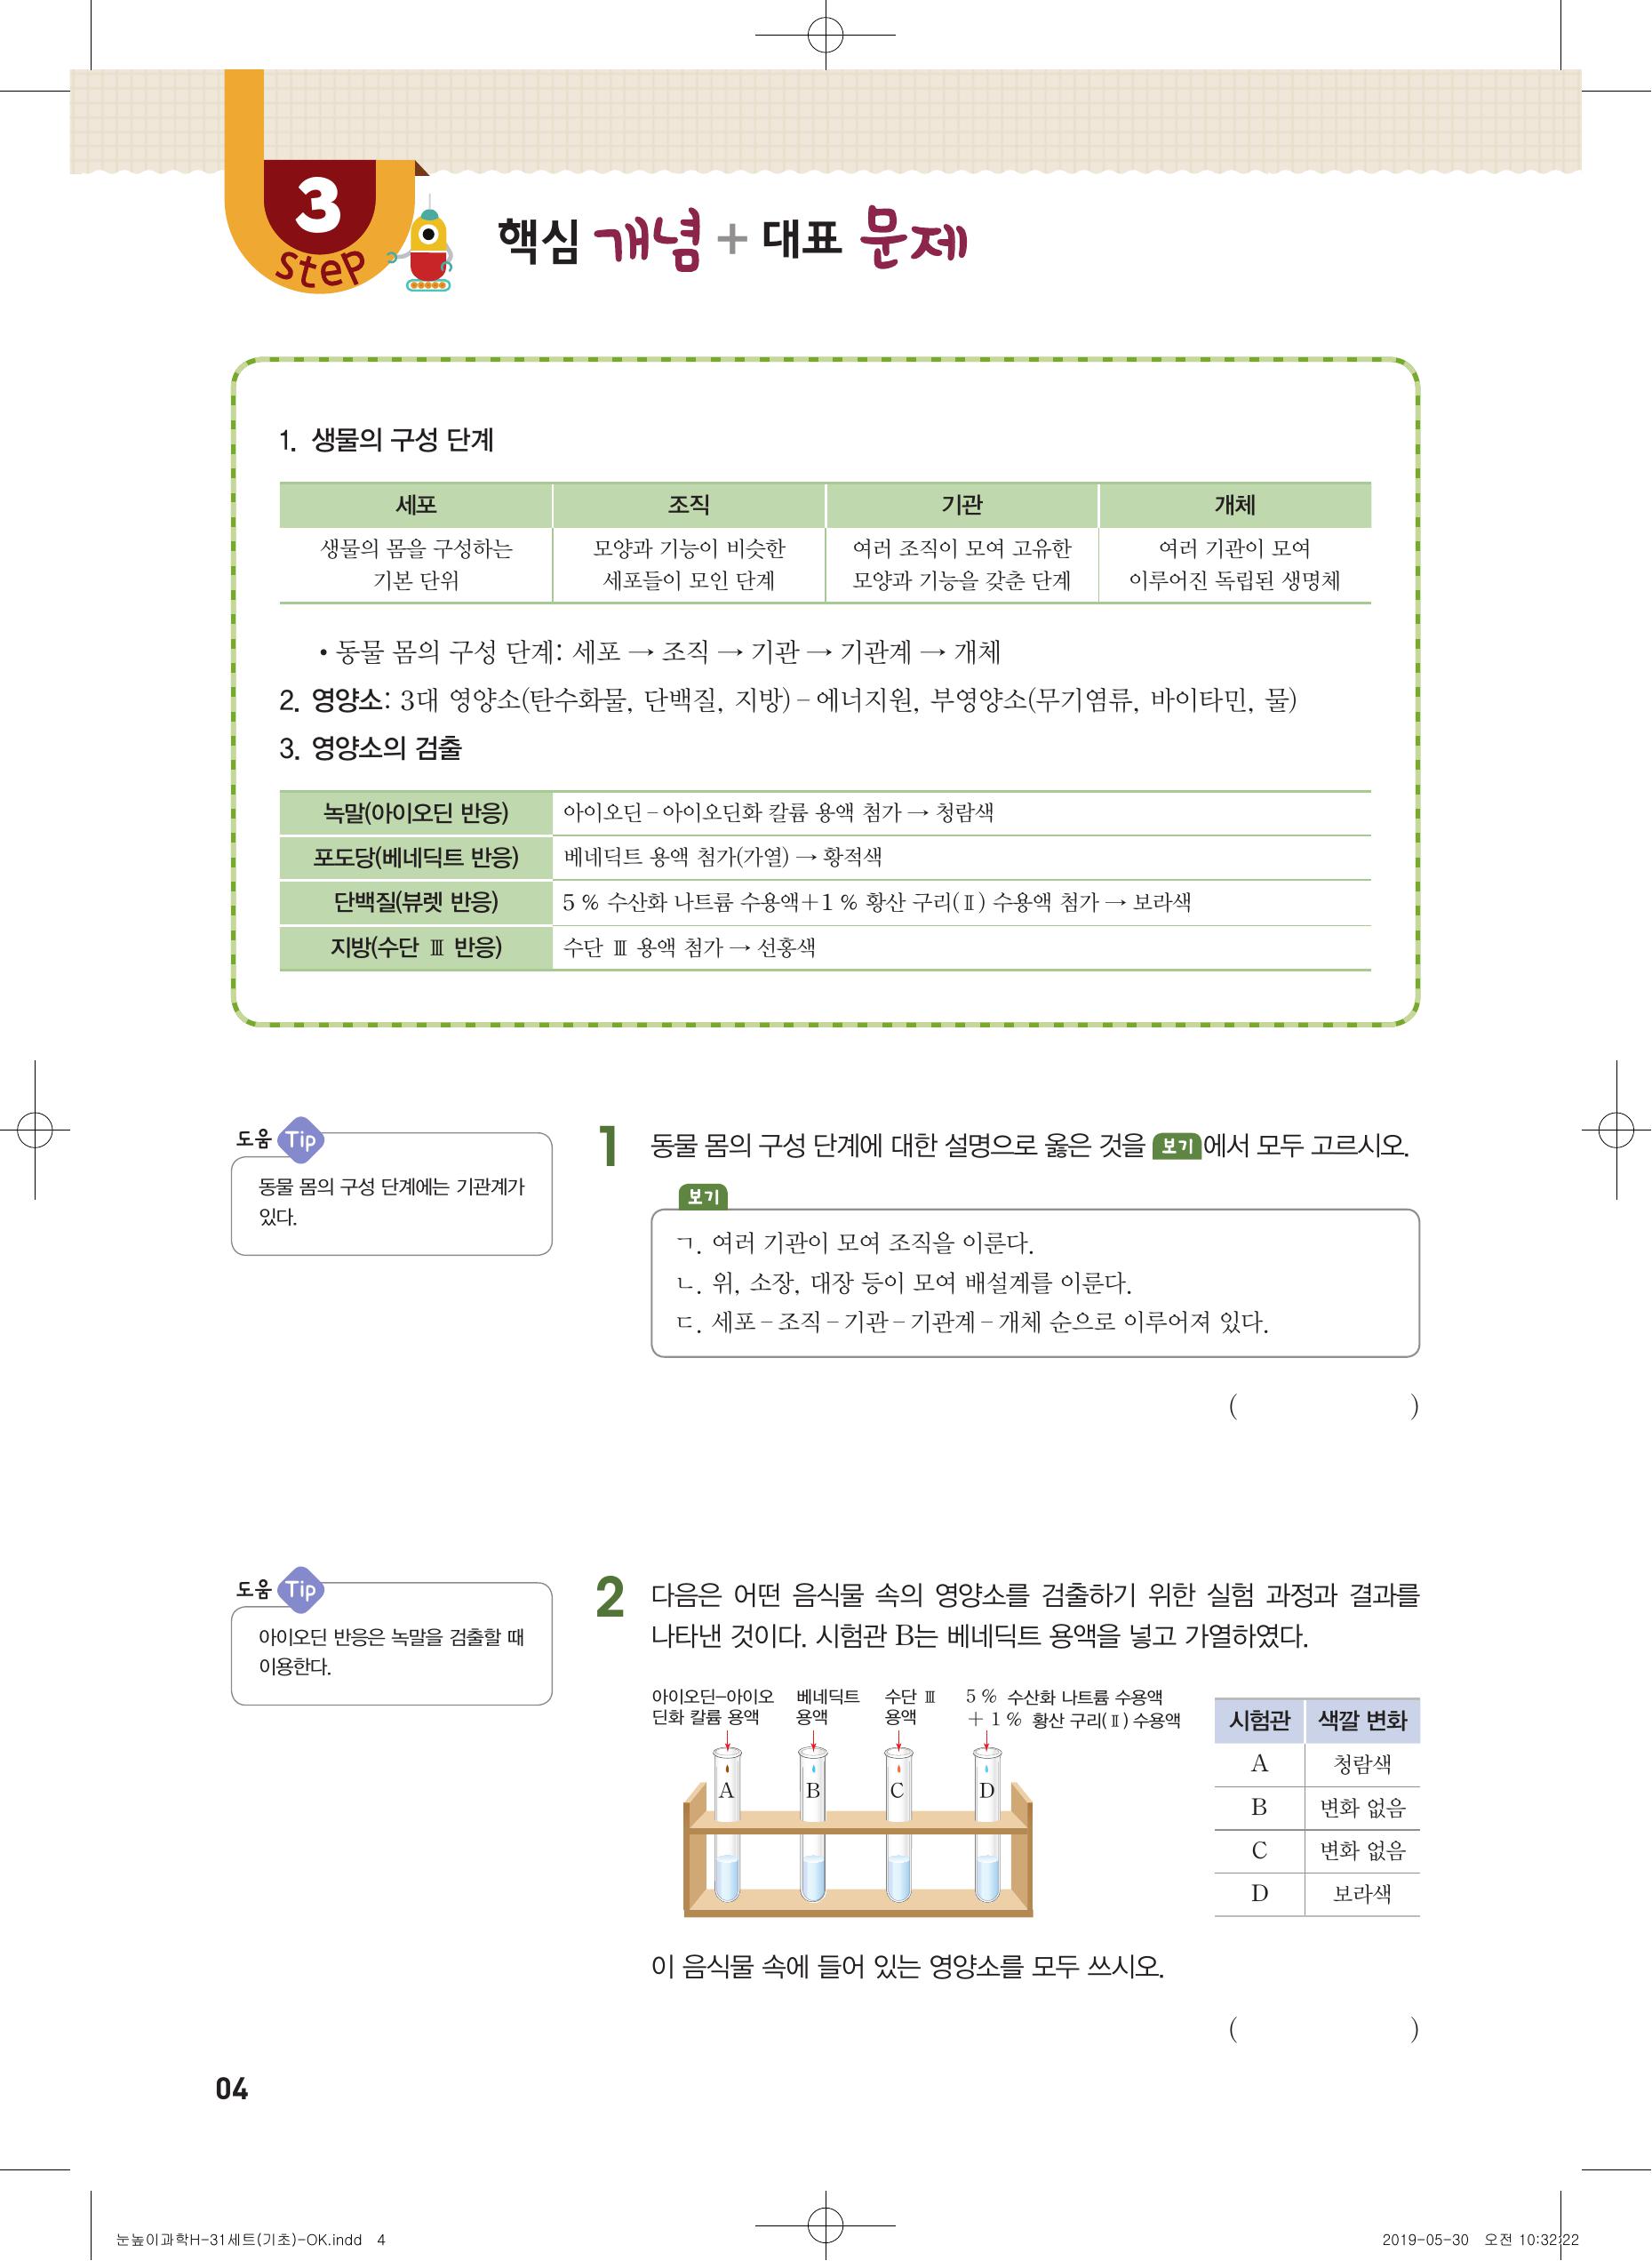 3
step
핵심 개념 + 대표 문제
1. 생물의 구성 단계
세포 조직 기관 개체
생물의 몸을 구성하는 모양과 기능이 비슷한 여러 조직이 모여 고유한 여러 기관이 모여
기본 단위 세포들이 모인 단계 모양과 기능을 갖춘 단계 이루어진 독립된 생명체
• 동물 몸의 구성 단계: 세포 → 조직 → 기관 → 기관계 → 개체
2. 영양소: 3대 영양소(탄수화물, 단백질, 지방) – 에너지원, 부영양소(무기염류, 바이타민, 물)
3. 영양소의 검출
녹말(아이오딘 반응) 아이오딘 – 아이오딘화 칼륨 용액 첨가 → 청람색
포도당(베네딕트 반응) 베네딕트 용액 첨가(가열) → 황적색
단백질(뷰렛 반응) 5 % 수산화 나트륨 수용액+1 % 황산 구리(Ⅱ) 수용액 첨가 → 보라색
지방(수단 Ⅲ 반응) 수단 Ⅲ 용액 첨가 → 선홍색
도움 Tip
동물 몸의 구성 단계에는 기관계가
있다.
1 동물 몸의 구성 단계에 대한 설명으로 옳은 것을 보기 에서 모두 고르시오.
보기
ㄱ. 여러 기관이 모여 조직을 이룬다.
ㄴ. 위, 소장, 대장 등이 모여 배설계를 이룬다.
ㄷ. 세포 – 조직 – 기관 – 기관계 – 개체 순으로 이루어져 있다.
( )
도움 Tip
아이오딘 반응은 녹말을 검출할 때
이용한다.
2 다음은 어떤 음식물 속의 영양소를 검출하기 위한 실험 과정과 결과를
나타낸 것이다. 시험관 B는 베네딕트 용액을 넣고 가열하였다.
아이오딘–아이오 베네딕트 수단 Ⅲ 5 % 수산화 나트륨 수용액
딘화 칼륨 용액 용액 용액 + 1 % 황산 구리(Ⅱ) 수용액
A B C D
시험관 색깔 변화
A 청람색
B 변화 없음
C 변화 없음
D 보라색
이 음식물 속에 들어 있는 영양소를 모두 쓰시오.
( )
04
눈높이과학H-31세트(기초)-OK.indd 4
2019-05-30 오전 10:32:22